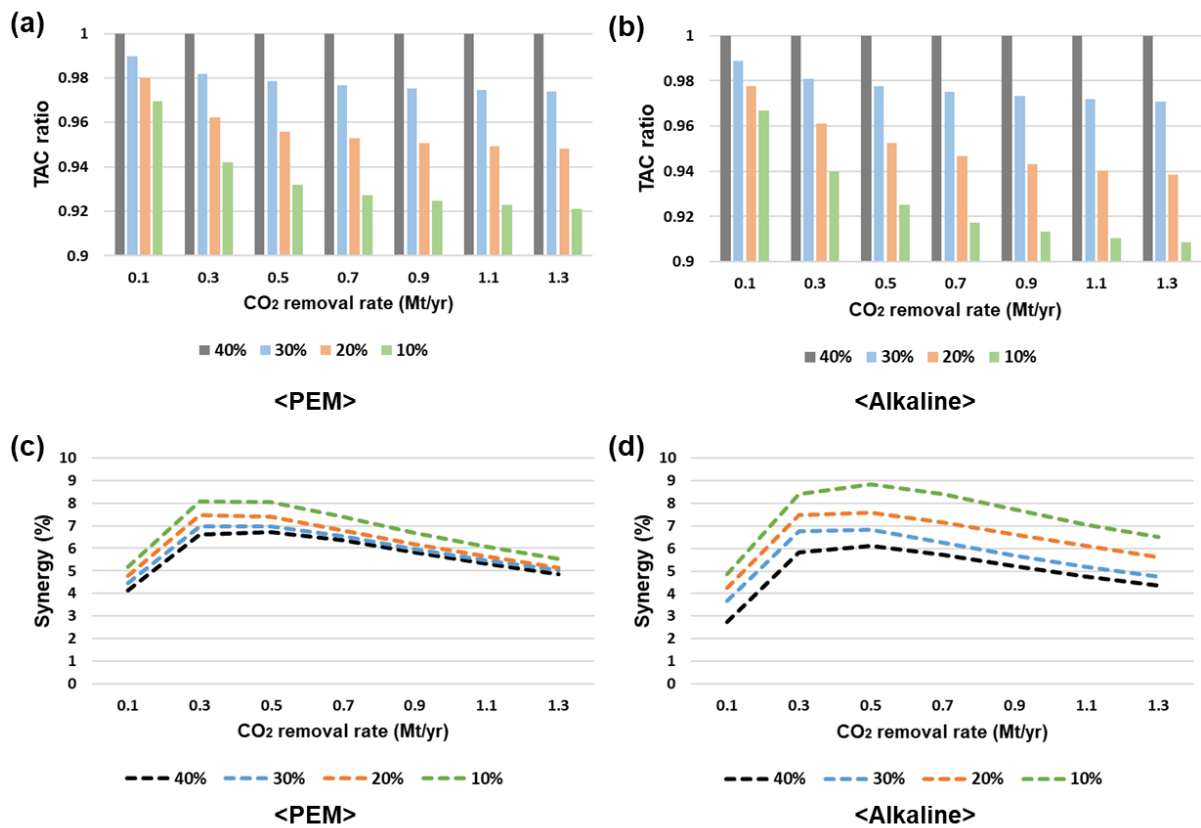 (a)
1
0.98
0.96
0.94
0.92
0.9
TAC ratio
0.1 0.3 0.5 0.7 0.9 1.1 1.3
CO₂ removal rate (Mt/yr)
40% 30% 20% 10%
<PEM>
(b)
1
0.98
0.96
0.94
0.92
0.9
TAC ratio
0.1 0.3 0.5 0.7 0.9 1.1 1.3
CO₂ removal rate (Mt/yr)
40% 30% 20% 10%
<Alkaline>
(c)
10
9
8
7
6
5
4
3
2
1
0
Synergy (%)
0.1 0.3 0.5 0.7 0.9 1.1 1.3
CO₂ removal rate (Mt/yr)
40% 30% 20% 10%
<PEM>
(d)
10
9
8
7
6
5
4
3
2
1
0
Synergy (%)
0.1 0.3 0.5 0.7 0.9 1.1 1.3
CO₂ removal rate (Mt/yr)
40% 30% 20% 10%
<Alkaline>